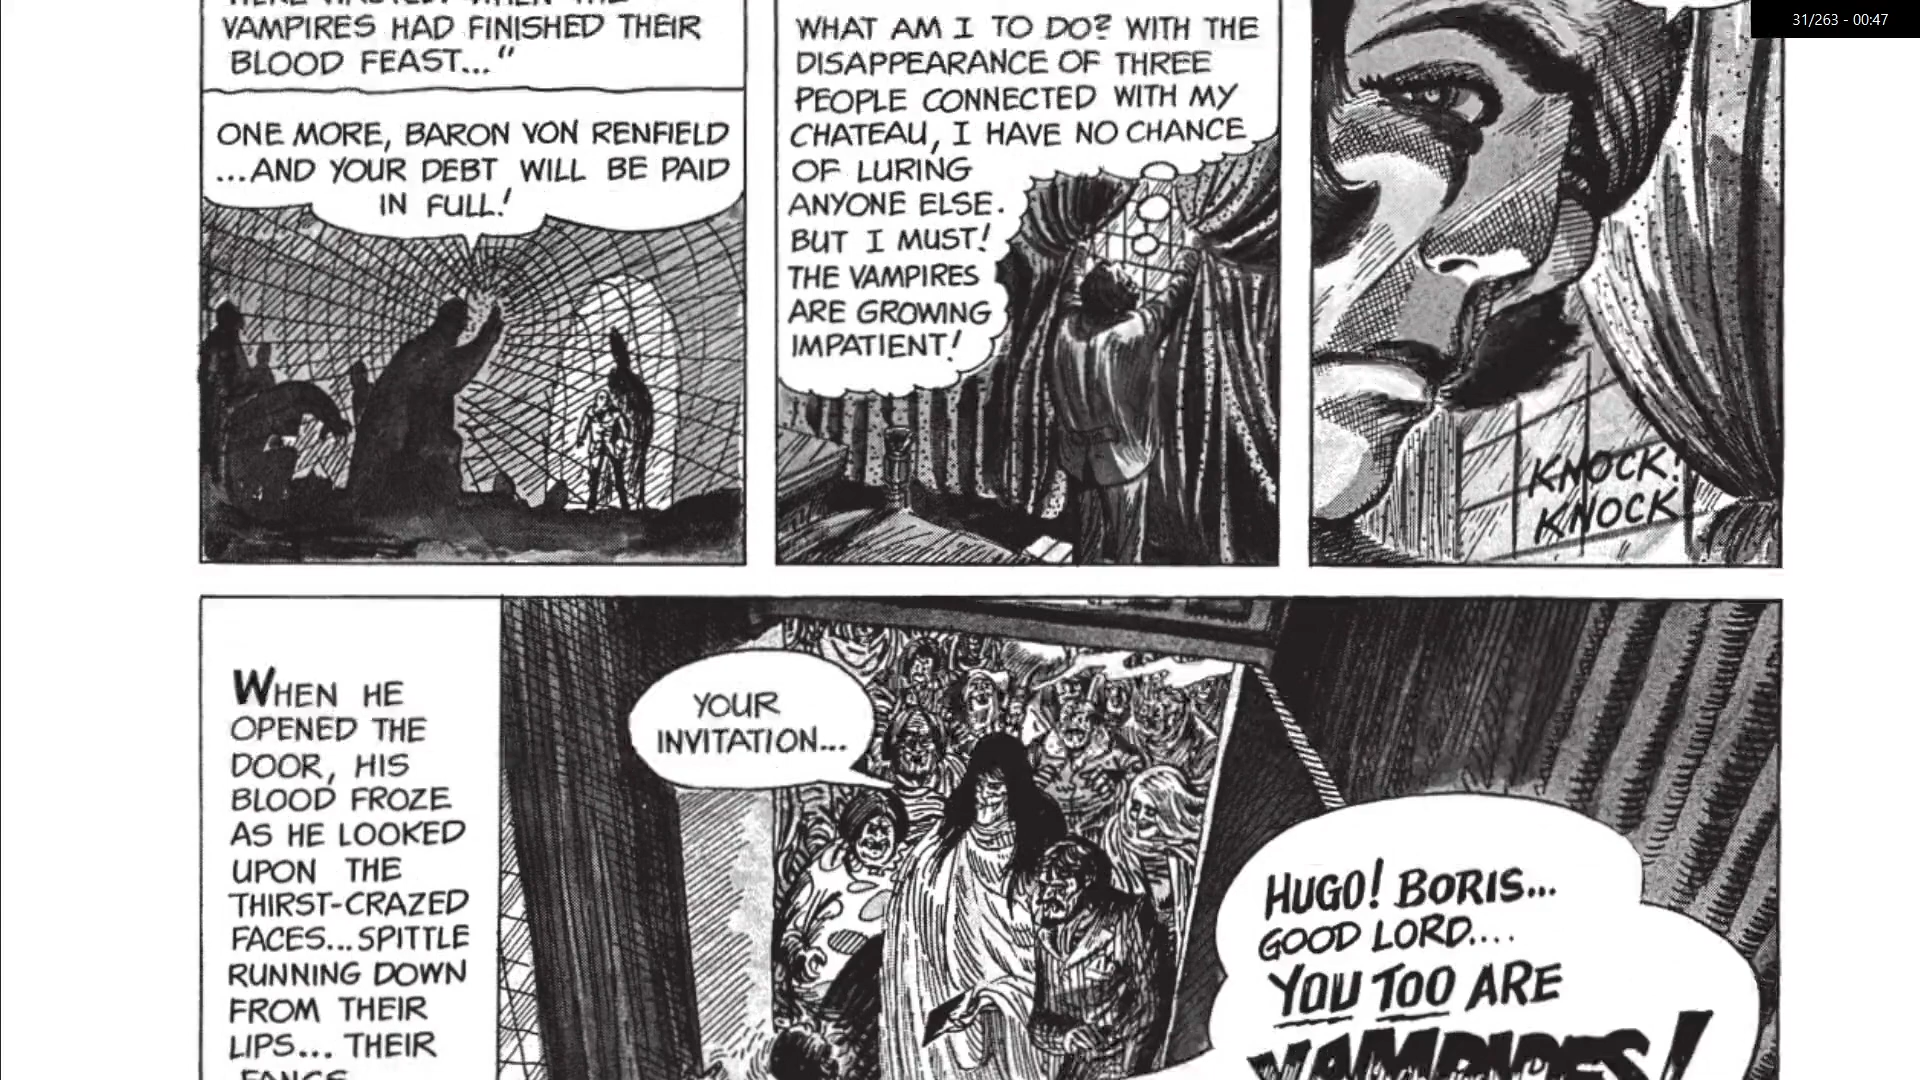 VAMPIRES HAD FINISHED THEIR
BLOOD FEAST..."
ONE MORE, BARON VON RENFIELD
...AND YOUR DEBT WILL BE PAID
IN FULL!
WHAT AM I TO DO? WITH THE
DISAPPEARANCE OF THREE
PEOPLE CONNECTED WITH MY
CHATEAU, I HAVE NO CHANCE
OF LURING
ANYONE ELSE.
BUT I MUST!
THE VAMPIRES
ARE GROWING
IMPATIENT!
31/263 - 00:47
KNOCK!
KNOCK
WHEN HE
OPENED THE
DOOR, HIS
BLOOD FROZE
AS HE LOOKED
UPON THE
THIRST-CRAZED
FACES...SPITTLE
RUNNING DOWN
FROM THEIR
LIPS... THEIR
FANGS
YOUR
INVITATION...
HUGO! BORIS...
GOOD LORD....
YOU TOO ARE
VAMPIRES!